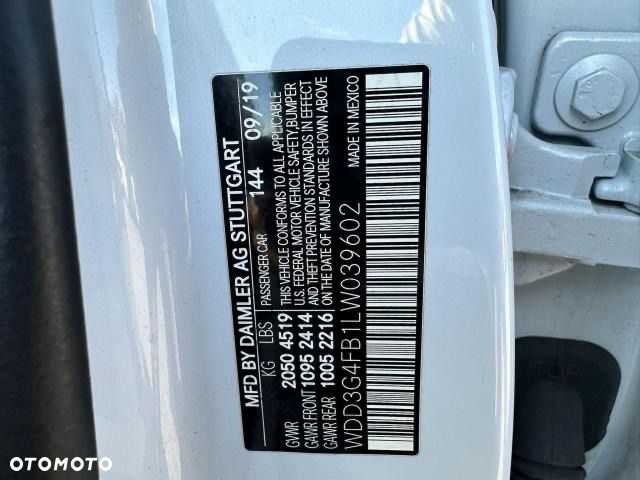 MFD BY DAIMLER AG STUTTGART
144 09/19
KG LBS PASSENGER CAR
GVWR 2050 4519 THIS VEHICLE CONFORMS TO ALL APPLICABLE
GAWR FRONT 1095 2414 U.S. FEDERAL MOTOR VEHICLE SAFETY,BUMPER
AND THEFT PREVENTION STANDARDS IN EFFECT
GAWR REAR 1005 2216 ON THE DATE OF MANUFACTURE SHOWN ABOVE
WDD3G4FB1LW039602 MADE IN MEXICO
TOP
OTOMOTO